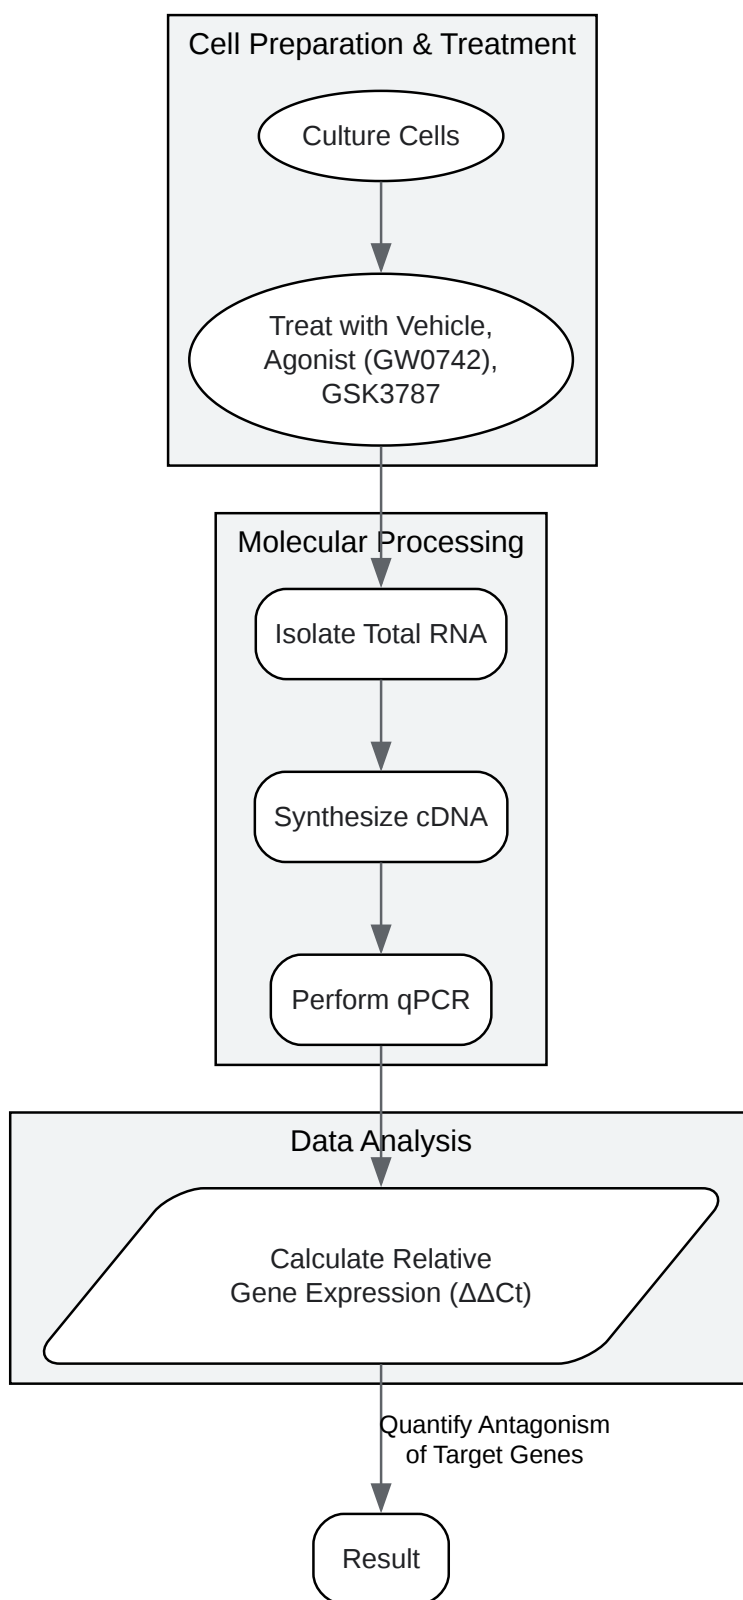 Cell Preparation & Treatment
Culture Cells
Treat with Vehicle,
Agonist (GW0742),
GSK3787
Molecular Processing
Isolate Total RNA
Synthesize cDNA
Perform qPCR
Data Analysis
Calculate Relative
Gene Expression (ΔΔCt)
Quantify Antagonism
of Target Genes
Result